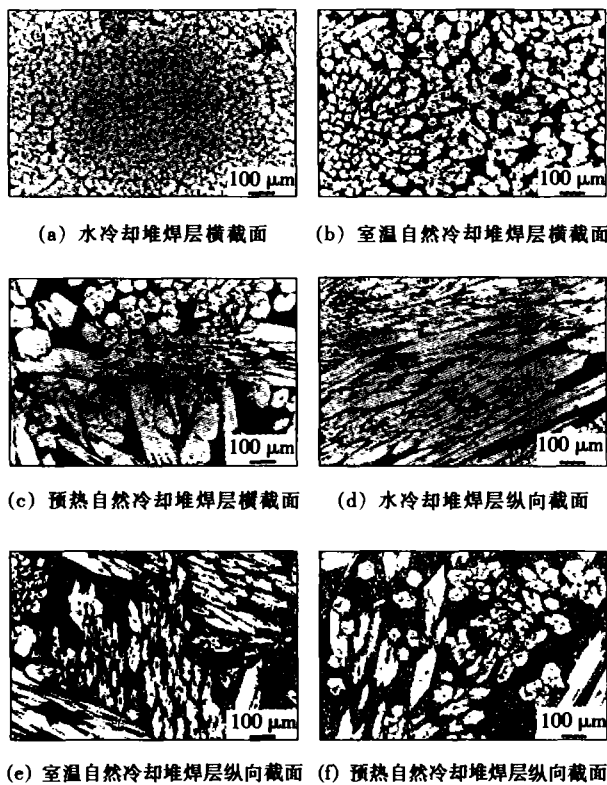 100 μm
100 μm
(a) 水冷却堆焊层横截面
(b) 室温自然冷却堆焊层横截面
100 μm
100 μm
(c) 预热自然冷却堆焊层横截面
(d) 水冷却堆焊层纵向截面
100 μm
100 μm
(e) 室温自然冷却堆焊层纵向截面
(f) 预热自然冷却堆焊层纵向截面